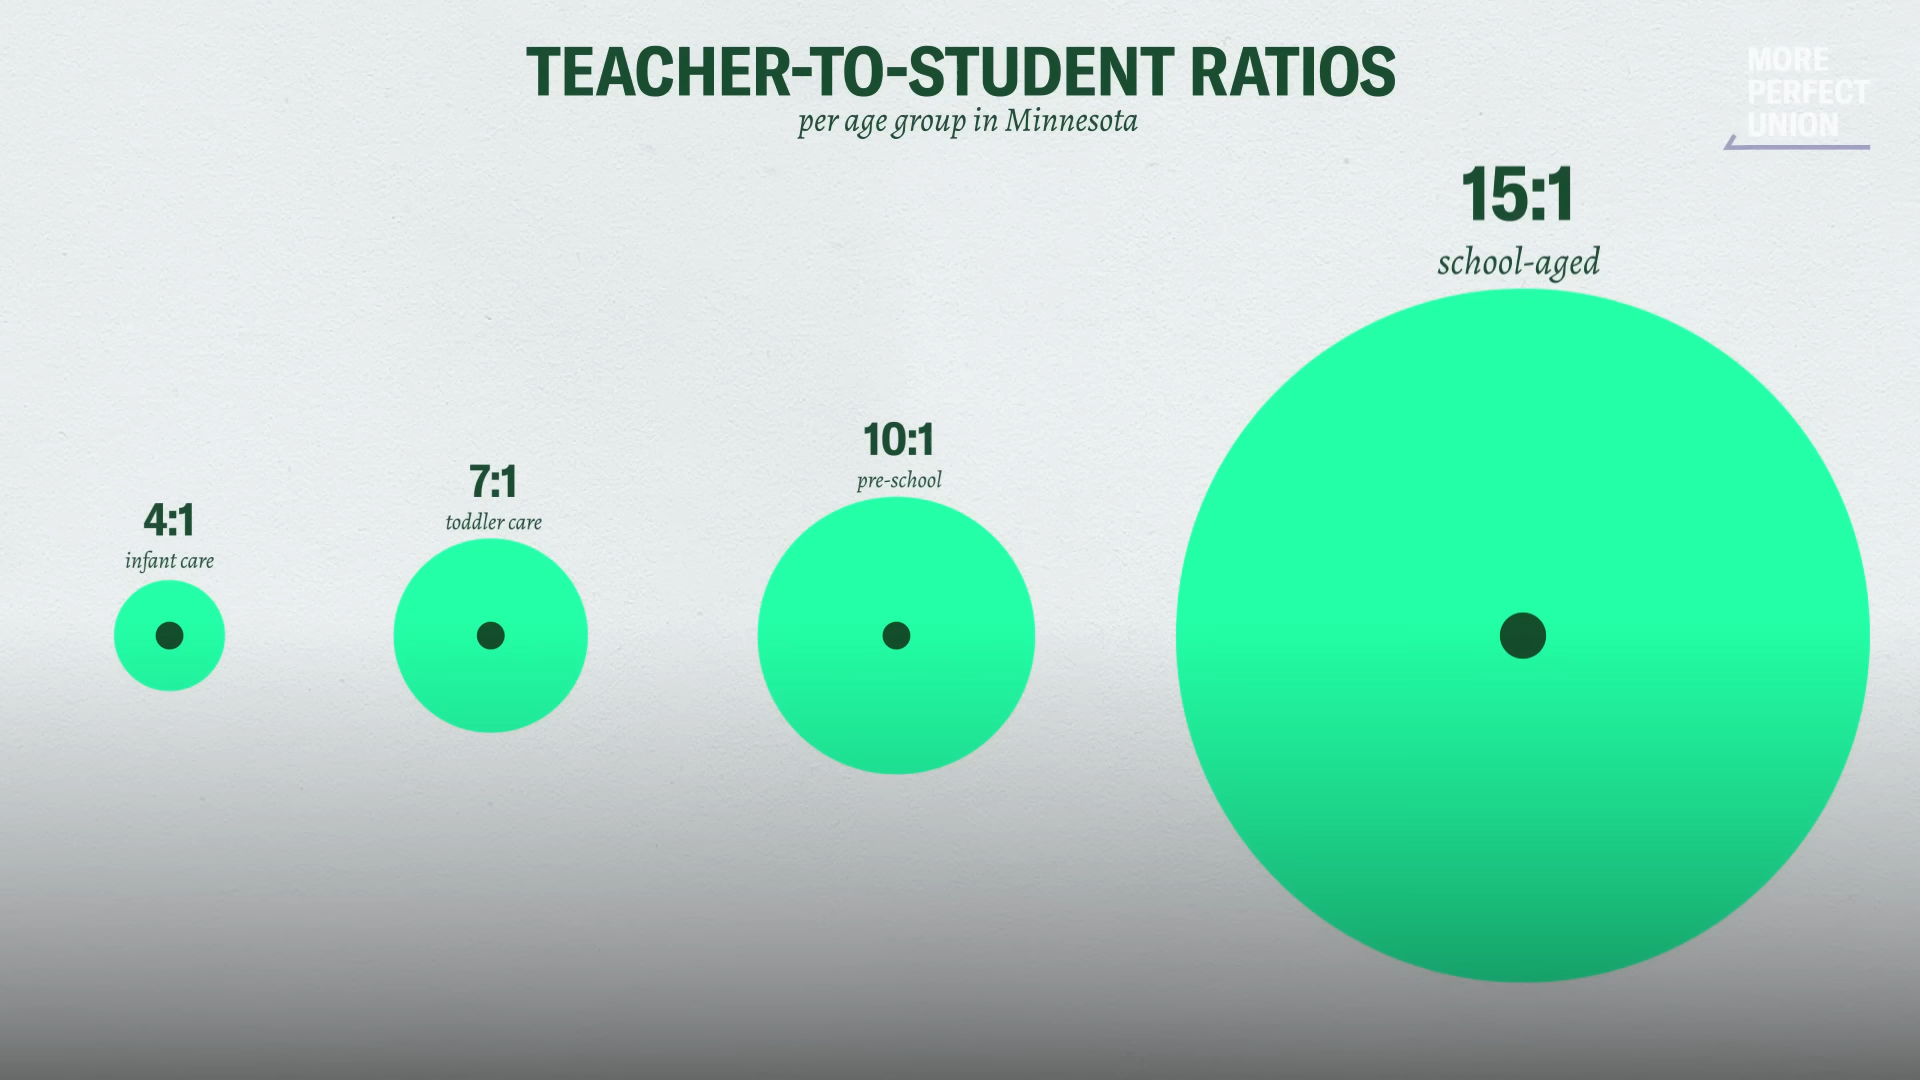 TEACHER-TO-STUDENT RATIOS
per age group in Minnesota
MORE
PERFECT
UNION
15:1
school-aged
10:1
pre-school
7:1
toddler care
4:1
infant care